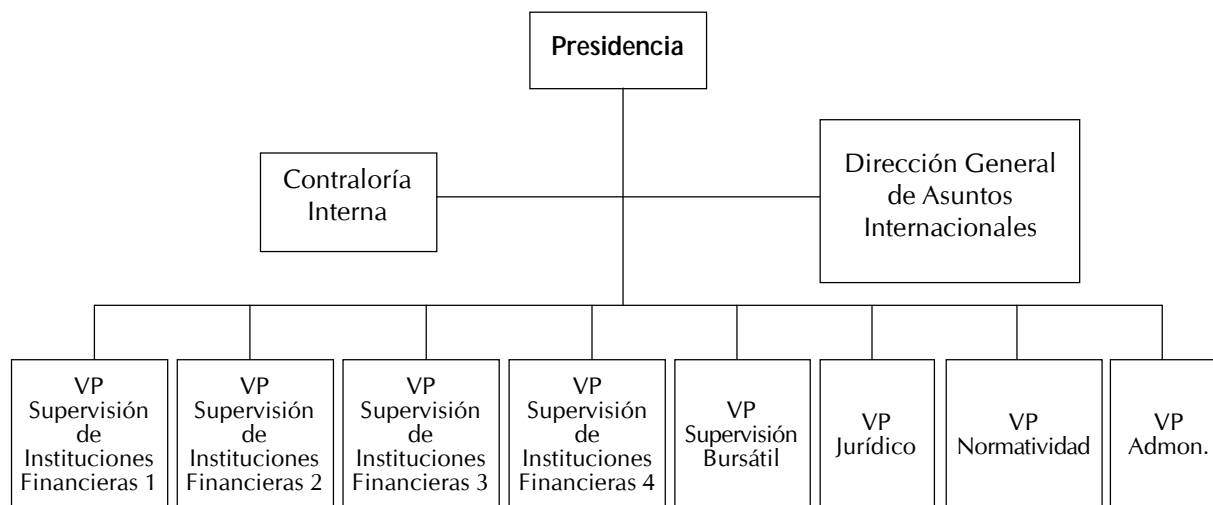 Presidencia
Contraloría
Interna
Dirección General
de Asuntos
Internacionales
VP
Supervisión
de
Instituciones
Financieras 1
VP
Supervisión
de
Instituciones
Financieras 2
VP
Supervisión
de
Instituciones
Financieras 3
VP
Supervisión de
Instituciones
Financieras 4
VP
Supervisión
Bursátil
VP
Jurídico
VP
Normatividad
VP
Admon.